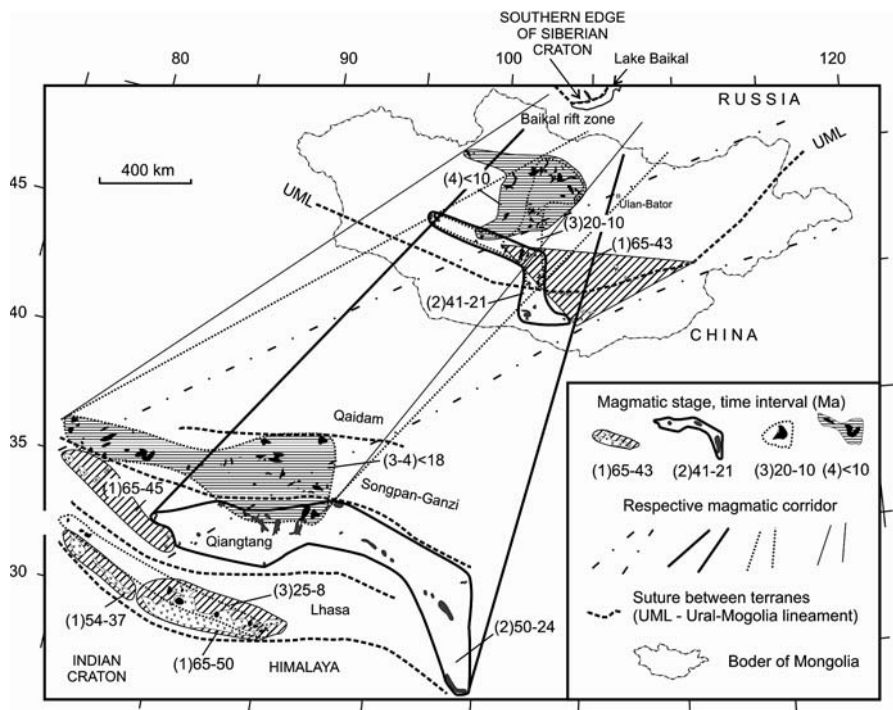 SOUTHERN EDGE
OF SIBERIAN
CRATON
Lake Baikal
80
90
100
110
120
RUSSIA
Baikal rift zone
400 km
UML
45
(4)<10
Ulan-Bator
UML
(3)20-10
(1)65-43
(2)41-21
40
CHINA
Qaidam
35
(3-4)<18
(1)65-45
Songpan-Ganzi
Qiangtang
30
(3)25-8
Lhasa
(1)54-37
(2)50-24
(1)65-50
INDIAN
CRATON
HIMALAYA
Magmatic stage, time interval (Ma)
(1)65-43 (2)41-21 (3)20-10 (4)<10
Respective magmatic corridor
Suture between terranes
(UML - Ural-Mogolia lineament)
Boder of Mongolia